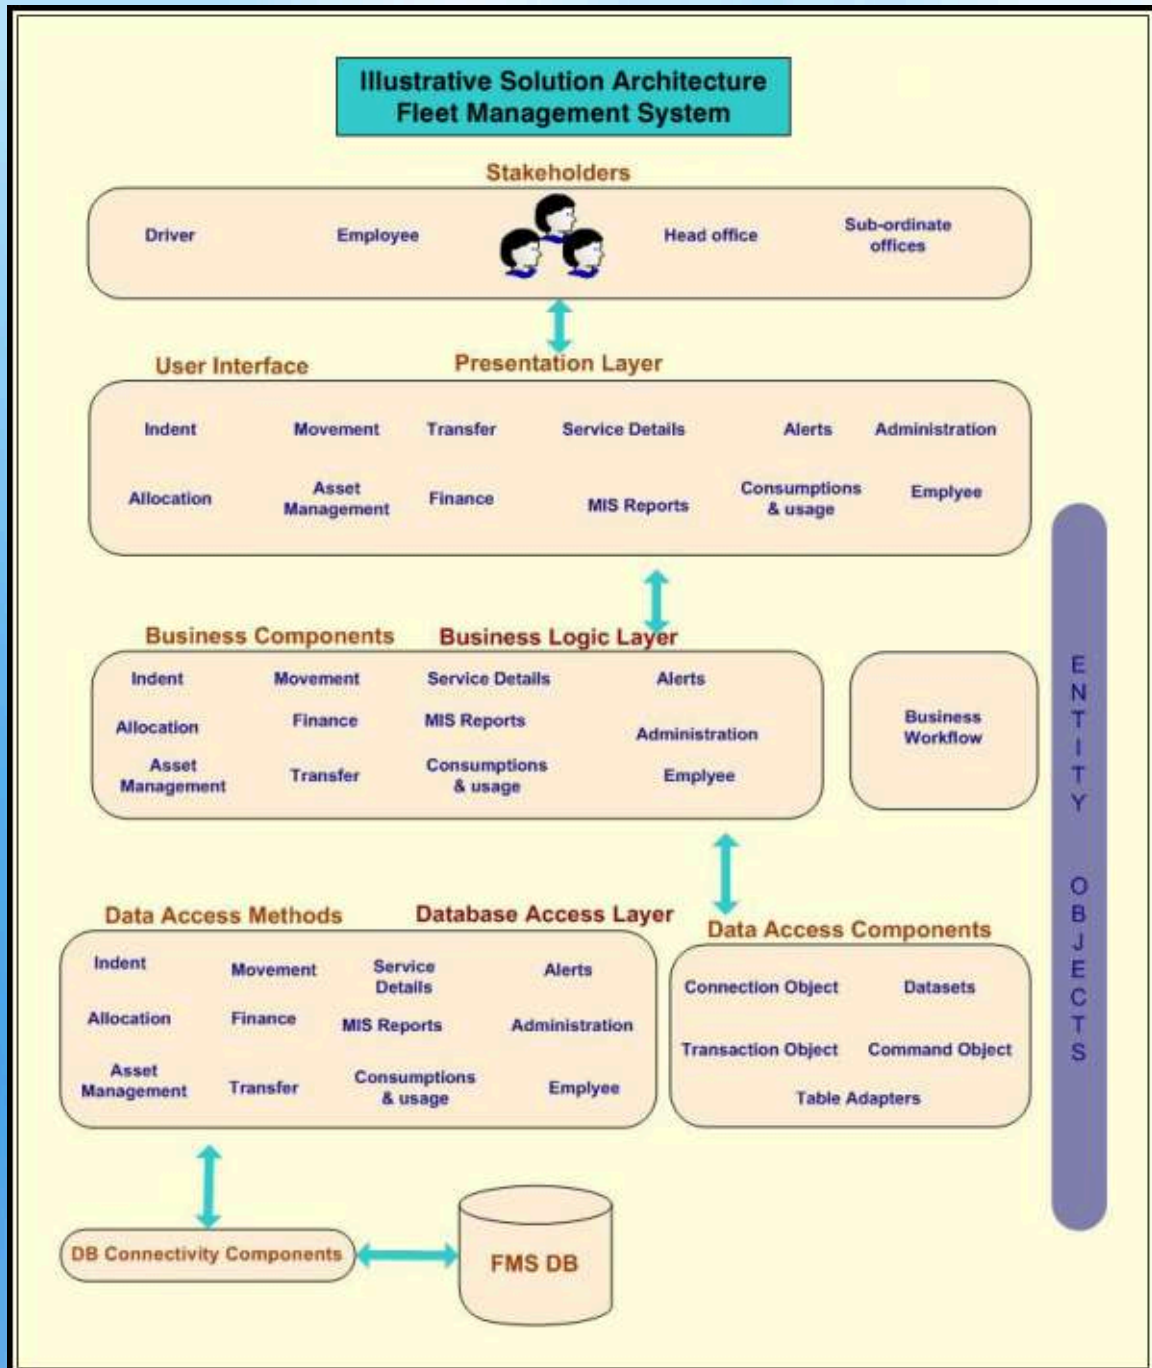 Illustrative Solution Architecture
Fleet Management System
Stakeholders
Driver
Employee
Head office
Sub-ordinate
offices
User Interface
Presentation Layer
Indent
Movement
Transfer
Service Details
Alerts
Administration
Allocation
Asset
Management
Finance
MIS Reports
Consumptions
& usage
Emplyee
Business Components
Business Logic Layer
Indent
Movement
Service Details
Alerts
Allocation
Finance
MIS Reports
Administration
Asset
Management
Transfer
Consumptions
& usage
Emplyee
Business
Workflow
Data Access Methods
Database Access Layer
Indent
Movement
Service
Details
Alerts
Allocation
Finance
MIS Reports
Administration
Asset
Management
Transfer
Consumptions
& usage
Emplyee
Data Access Components
Connection Object
Datasets
Transaction Object
Command Object
Table Adapters
DB Connectivity Components
FMS DB
ENTITY OBJECTS